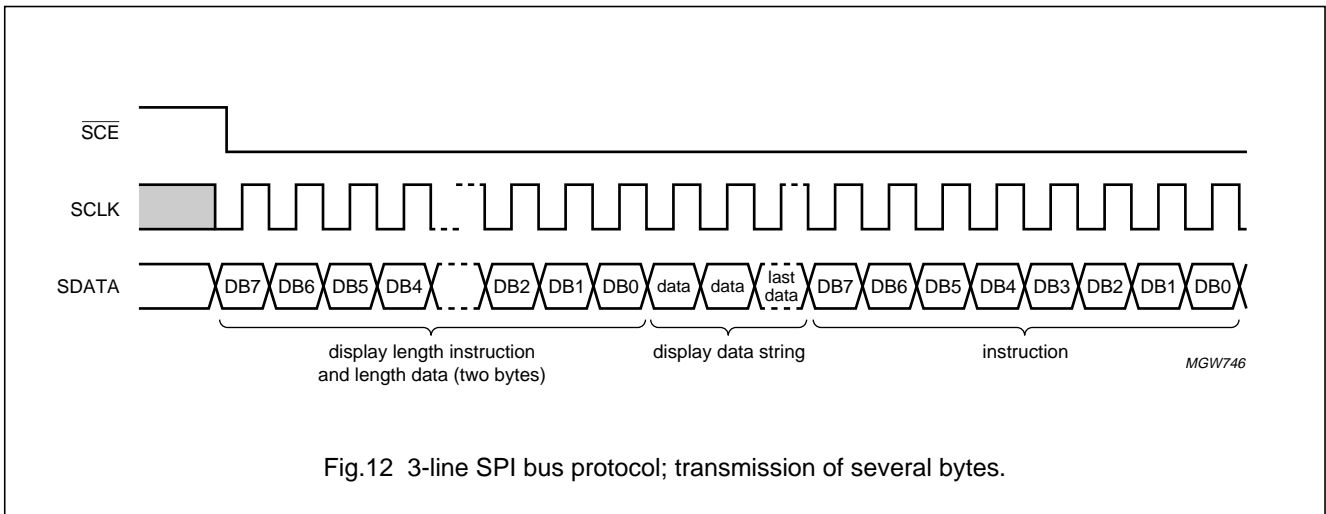 SCE
SCLK
SDATA
DB7 DB6 DB5 DB4 DB2 DB1 DB0 data data last data DB7 DB6 DB5 DB4 DB3 DB2 DB1 DB0
display length instruction
and length data (two bytes)
display data string
instruction
MGW746
Fig.12 3-line SPI bus protocol; transmission of several bytes.